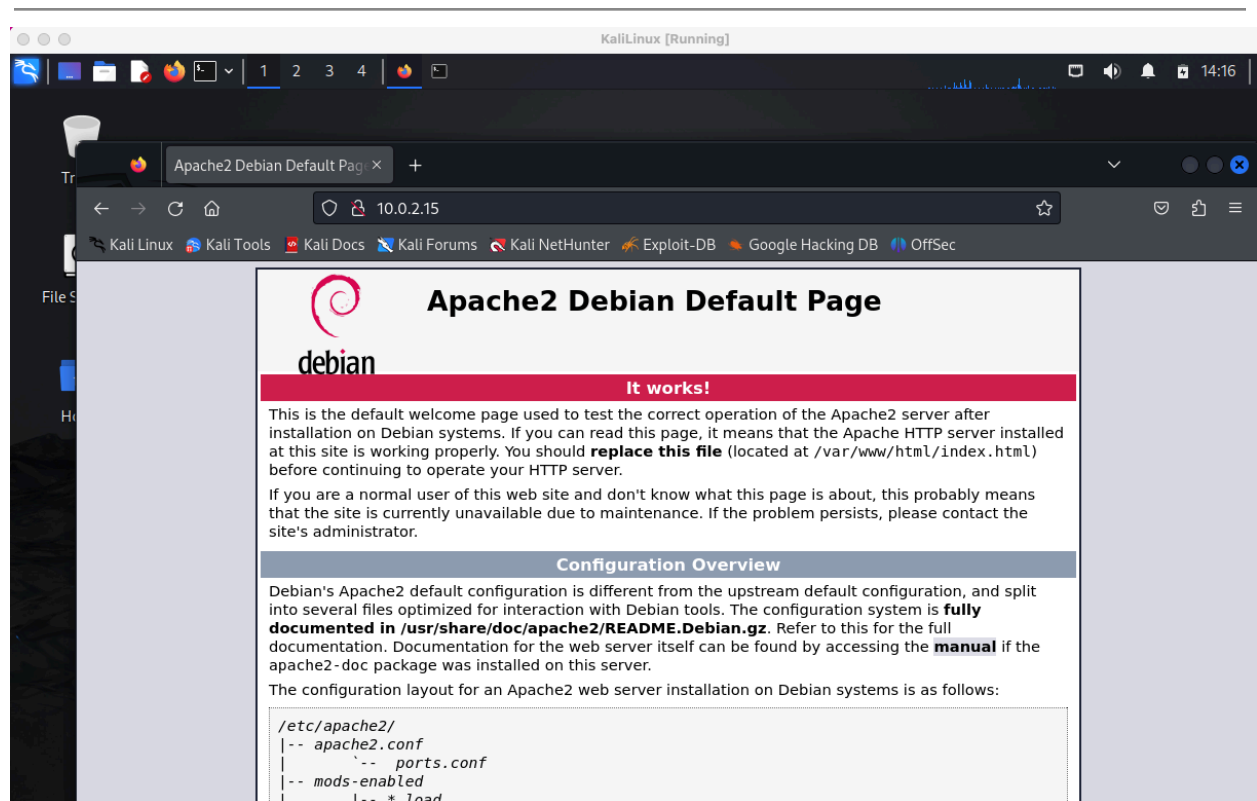 KaliLinux [Running]
1 2 3 4
14:16
Apache2 Debian Default Pag
10.0.2.15
Kali Linux Kali Tools Kali Docs Kali Forums Kali NetHunter Exploit-DB Google Hacking DB OffSec
File S
debian
Apache2 Debian Default Page
It works!
This is the default welcome page used to test the correct operation of the Apache2 server after
installation on Debian systems. If you can read this page, it means that the Apache HTTP server installed
at this site is working properly. You should replace this file (located at /var/www/html/index.html)
before continuing to operate your HTTP server.
If you are a normal user of this web site and don't know what this page is about, this probably means
that the site is currently unavailable due to maintenance. If the problem persists, please contact the
site's administrator.
Configuration Overview
Debian's Apache2 default configuration is different from the upstream default configuration, and split
into several files optimized for interaction with Debian tools. The configuration system is fully
documented in /usr/share/doc/apache2/README.Debian.gz. Refer to this for the full
documentation. Documentation for the web server itself can be found by accessing the manual if the
apache2-doc package was installed on this server.
The configuration layout for an Apache2 web server installation on Debian systems is as follows:
/etc/apache2/
|-- apache2.conf
|       `--  ports.conf
|-- mods-enabled
|       |-- *.load